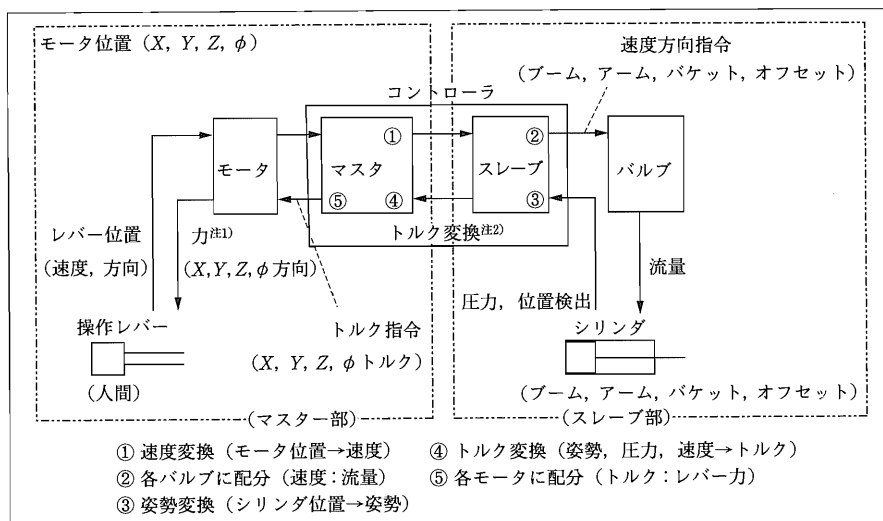 モータ位置（X, Y, Z, φ）
速度方向指令
（ブーム，アーム，バケット，オフセット）
コントローラ
モータ
マスタ
スレーブ
バルブ
①
②
③
④
⑤
トルク変換注2)
レバー位置
（速度，方向）
力注1)
（X,Y,Z,φ方向）
流量
圧力，位置検出
操作レバー
（人間）
トルク指令
（X, Y, Z, φトルク）
シリンダ
（ブーム，アーム，バケット，オフセット）
（マスター部）
（スレーブ部）
① 速度変換（モータ位置→速度）
④ トルク変換（姿勢，圧力，速度→トルク）
② 各バルブに配分（速度：流量）
⑤ 各モータに配分（トルク：レバー力）
③ 姿勢変換（シリンダ位置→姿勢）